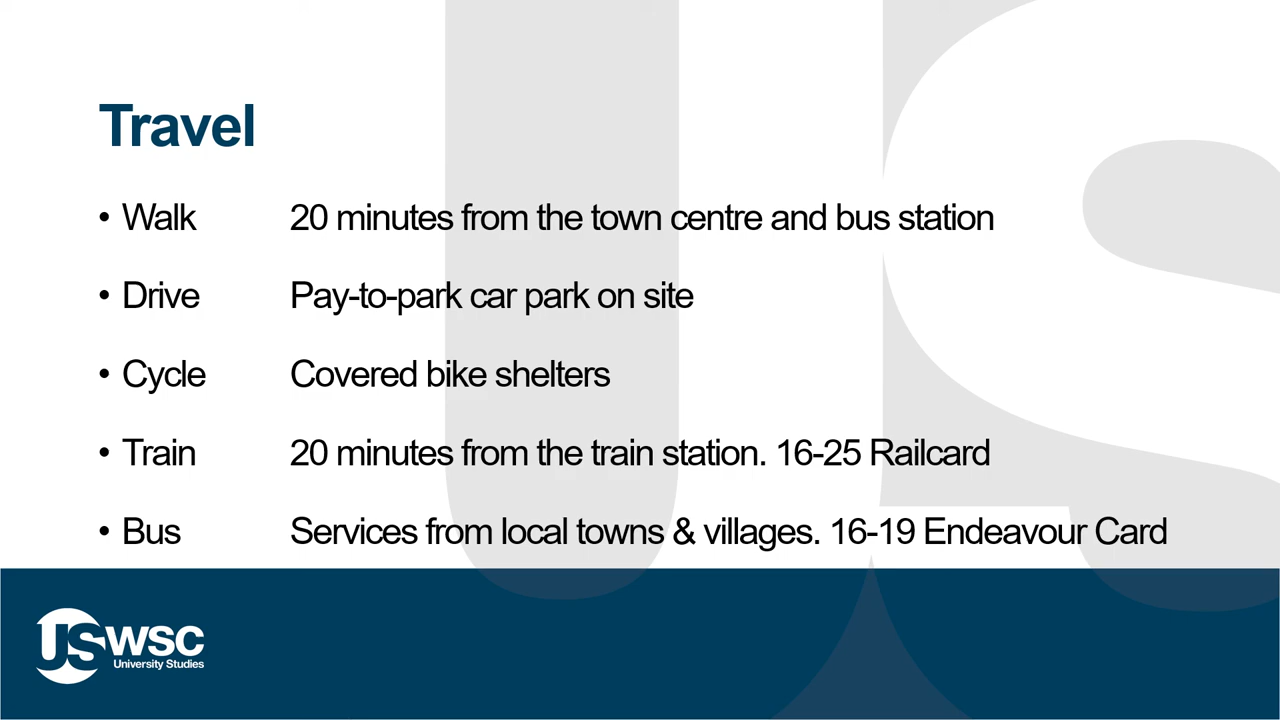 Travel
• Walk 20 minutes from the town centre and bus station
• Drive Pay-to-park car park on site
• Cycle Covered bike shelters
• Train 20 minutes from the train station. 16-25 Railcard
• Bus Services from local towns & villages. 16-19 Endeavour Card
USWSC
University Studies